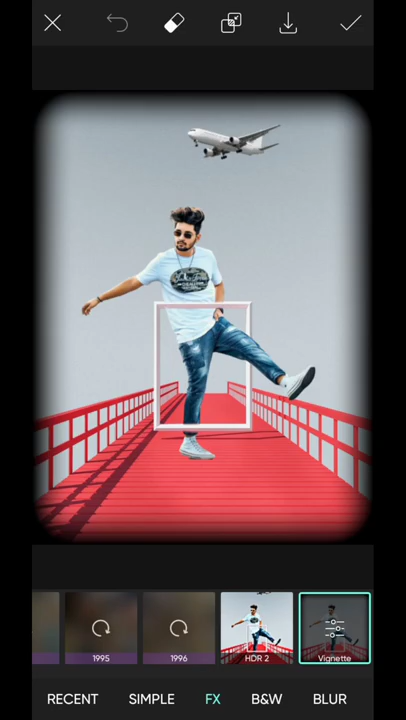 1995
1996
HDR 2
Vignette
RECENT
SIMPLE
FX
B&W
BLUR